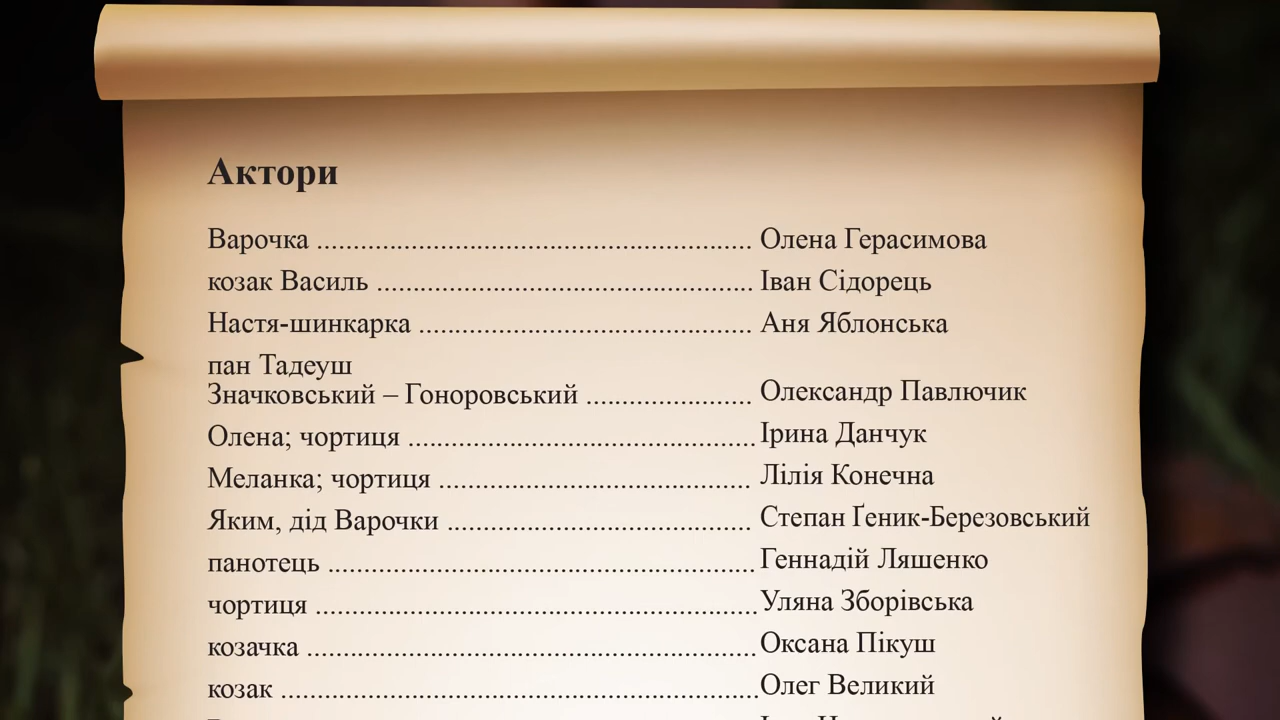 Актори
Варочка ........................................................... Олена Герасимова
козак Василь ................................................... Іван Сідорець
Настя-шинкарка ............................................. Аня Яблонська
пан Тадеуш
Значковський – Гоноровський ...................... Олександр Павлючик
Олена; чортиця ............................................... Ірина Данчук
Меланка; чортиця .......................................... Лілія Конечна
Яким, дід Варочки ......................................... Степан Ґеник-Березовський
панотець .......................................................... Геннадій Ляшенко
чортиця ............................................................ Уляна Зборівська
козачка ............................................................. Оксана Пікуш
козак ................................................................. Олег Великий